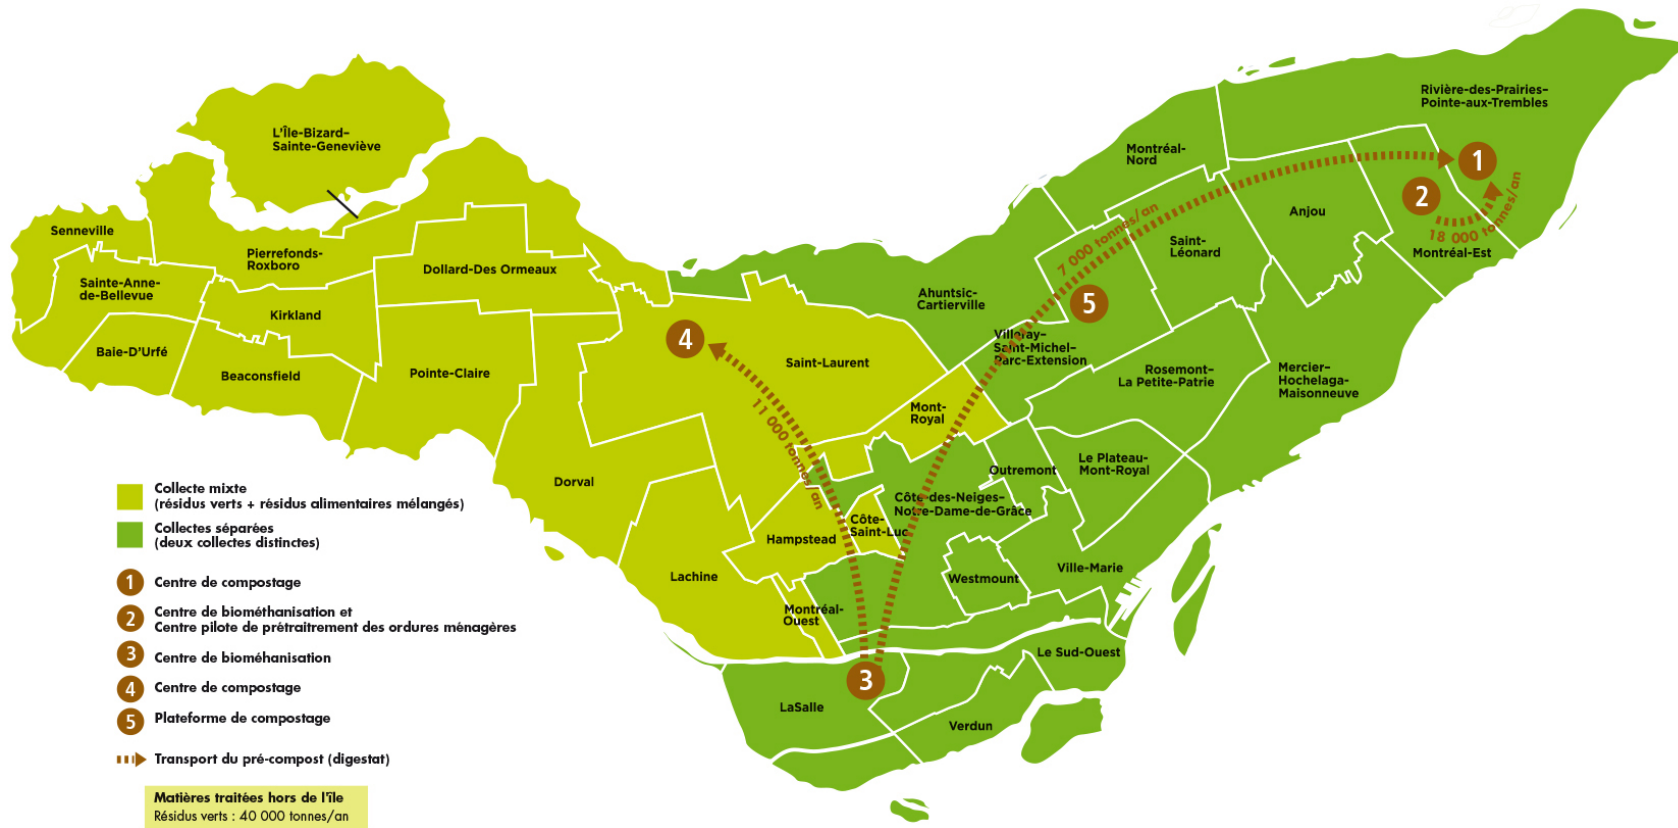 L'Île-Bizard–
Sainte-Geneviève
Senneville
Sainte-Anne-
de-Bellevue
Baie-D'Urfé
Pierrefonds-
Roxboro
Kirkland
Beaconsfield
Dollard-Des Ormeaux
Pointe-Claire
Dorval
Lachine
4
Saint-Laurent
Mont-
Royal
11 000 tonnes/an
Hampstead
Côte-
Saint-Luc
Montréal-
Ouest
Côte-des-Neiges–
Notre-Dame-de-Grâce
Westmount
Outremont
Le Plateau-
Mont-Royal
Ville-Marie
Le Sud-Ouest
Verdun
LaSalle
3
Ahuntsic-
Cartierville
Villeray–
Saint-Michel–
Parc-Extension
5
7 000 tonnes/an
Rosemont–
La Petite-Patrie
Mercier–
Hochelaga-
Maisonneuve
Montréal-
Nord
Saint-
Léonard
Anjou
Rivière-des-Prairies–
Pointe-aux-Trembles
1
2
18 000 tonnes/an
Montréal-Est
Collecte mixte
(résidus verts + résidus alimentaires mélangés)
Collectes séparées
(deux collectes distinctes)
1 Centre de compostage
2 Centre de biométhanisation et
Centre pilote de prétraitrement des ordures ménagères
3 Centre de bioméhanisation
4 Centre de compostage
5 Plateforme de compostage
Transport du pré-compost (digestat)
Matières traitées hors de l'île
Résidus verts : 40 000 tonnes/an